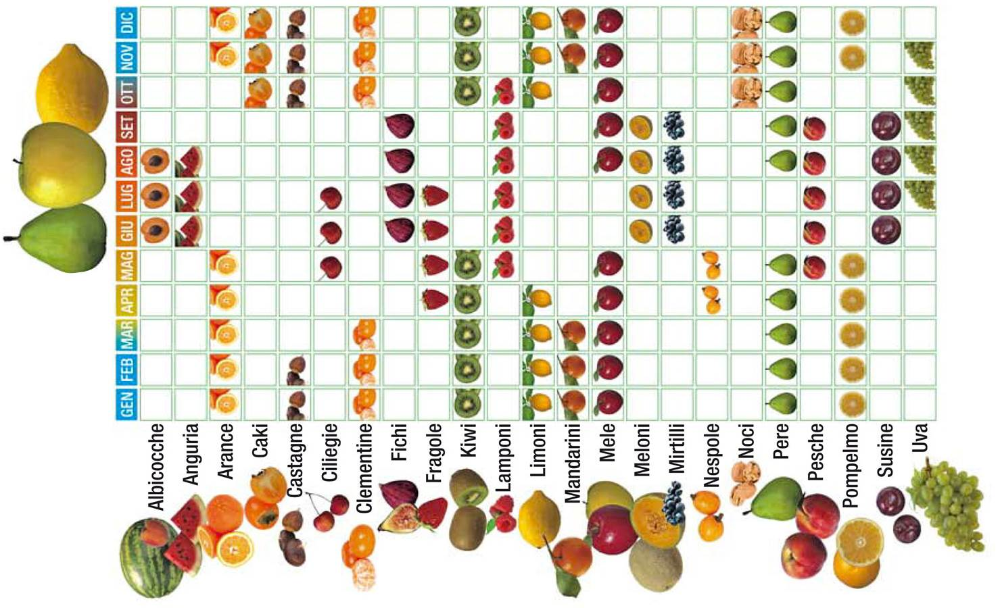 DIC
NOV
OTT
SET
AGO
LUG
GIU
MAG
APR
MAR
FEB
GEN
Albicocche
Anguria
Arance
Caki
Castagne
Ciliegie
Clementine
Fichi
Fragole
Kiwi
Lamponi
Limoni
Mandarini
Mele
Meloni
Mirtilli
Nespole
Noci
Pere
Pesche
Pompelmo
Susine
Uva